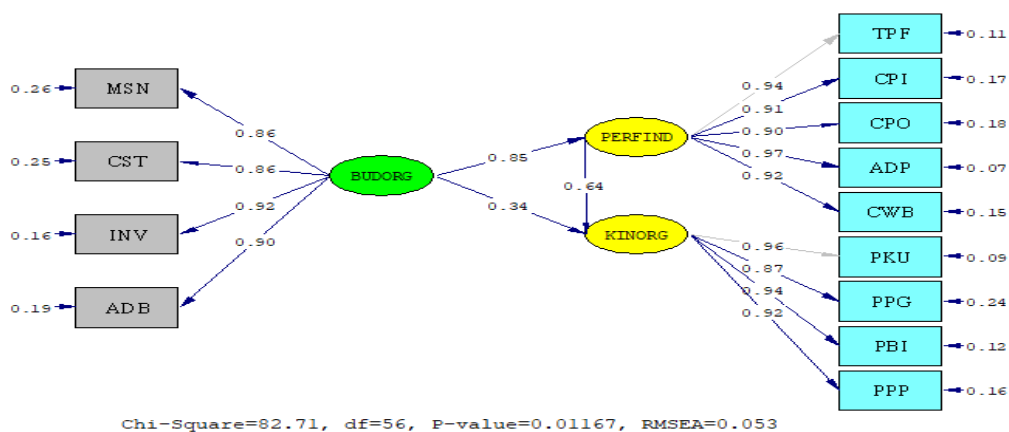 TPF
0.11
0.26
MSN
CPI
0.17
0.94
0.91
CPO
0.18
0.86
0.90
PERFIND
0.25
CST
0.85
0.97
ADP
0.07
0.86
BUDORG
0.92
0.64
0.92
0.34
CWB
0.15
0.16
INV
0.90
KINORG
0.96
PKU
0.09
0.87
0.94
PPG
0.24
0.19
ADB
0.92
PBI
0.12
PPP
0.16
Chi-Square=82.71, df=56, P-value=0.01167, RMSEA=0.053